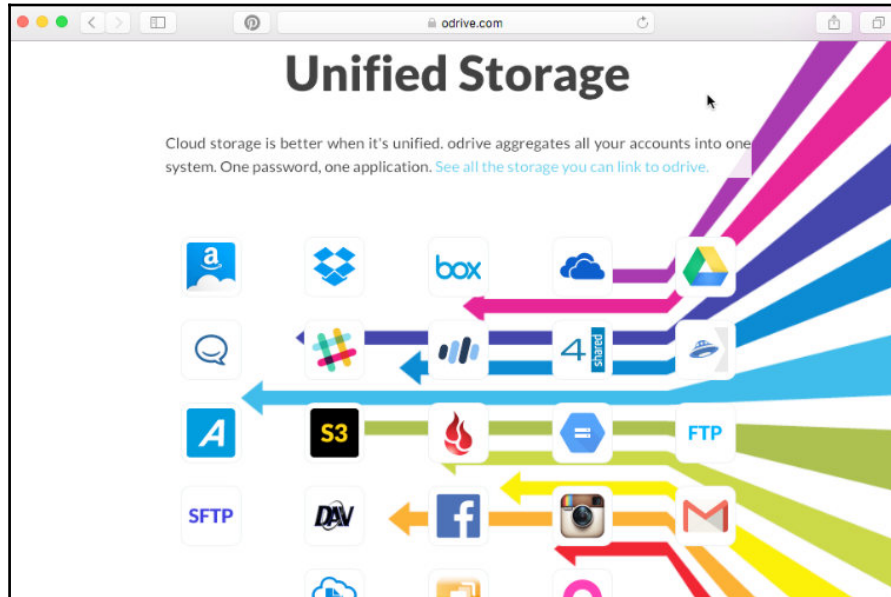 odrive.com
Unified Storage
Cloud storage is better when it's unified. odrive aggregates all your accounts into one
system. One password, one application. See all the storage you can link to odrive.
a
box
4 shared
A
S3
FTP
SFTP
DAV
f